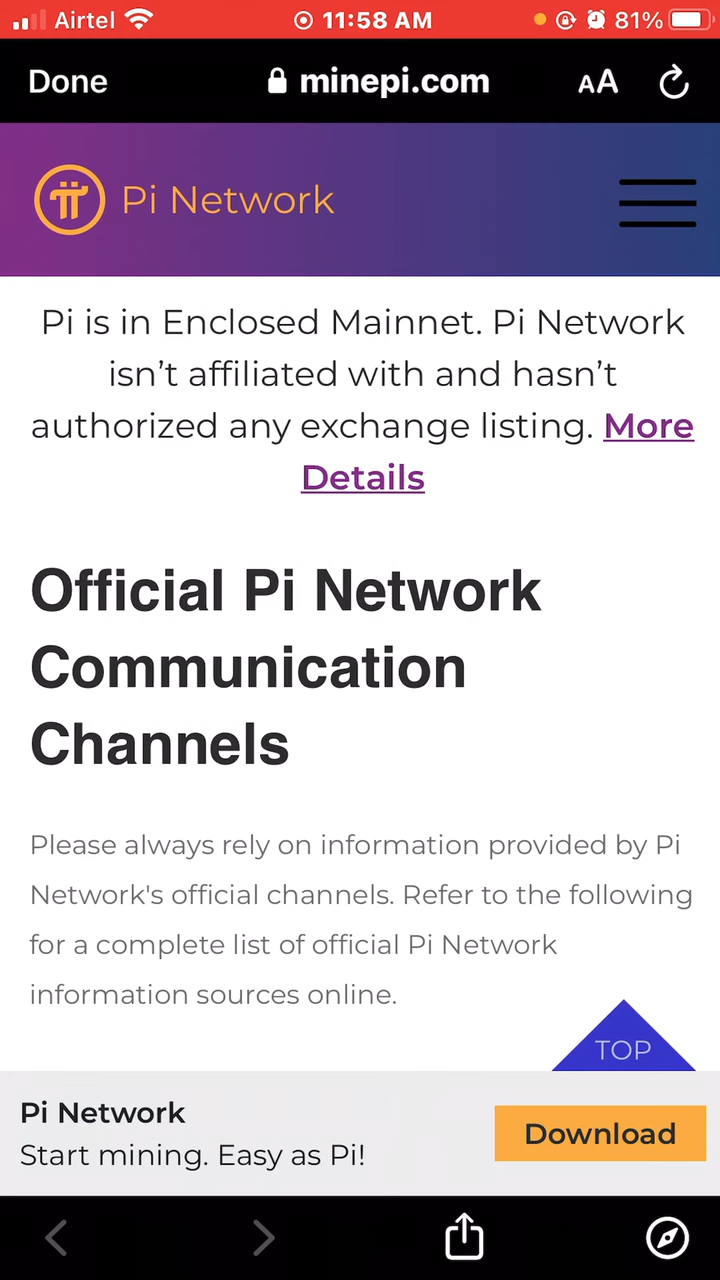 Airtel 11:58 AM 81%
Done minepi.com AA
Pi Network
Pi is in Enclosed Mainnet. Pi Network
isn’t affiliated with and hasn’t
authorized any exchange listing. More
Details
Official Pi Network
Communication
Channels
Please always rely on information provided by Pi
Network's official channels. Refer to the following
for a complete list of official Pi Network
information sources online.
TOP
Pi Network
Start mining. Easy as Pi!
Download